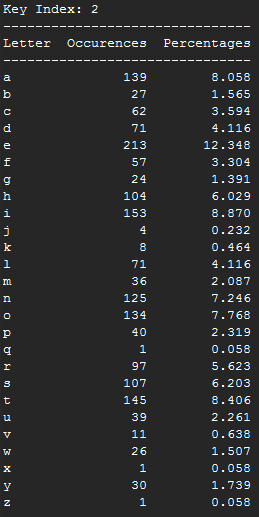 Key Index: 2
-------------------------------
Letter Occurences Percentages
-------------------------------
a 139 8.058
b 27 1.565
c 62 3.594
d 71 4.116
e 213 12.348
f 57 3.304
g 24 1.391
h 104 6.029
i 153 8.870
j 4 0.232
k 8 0.464
l 71 4.116
m 36 2.087
n 125 7.246
o 134 7.768
p 40 2.319
q 1 0.058
r 97 5.623
s 107 6.203
t 145 8.406
u 39 2.261
v 11 0.638
w 26 1.507
x 1 0.058
y 30 1.739
z 1 0.058